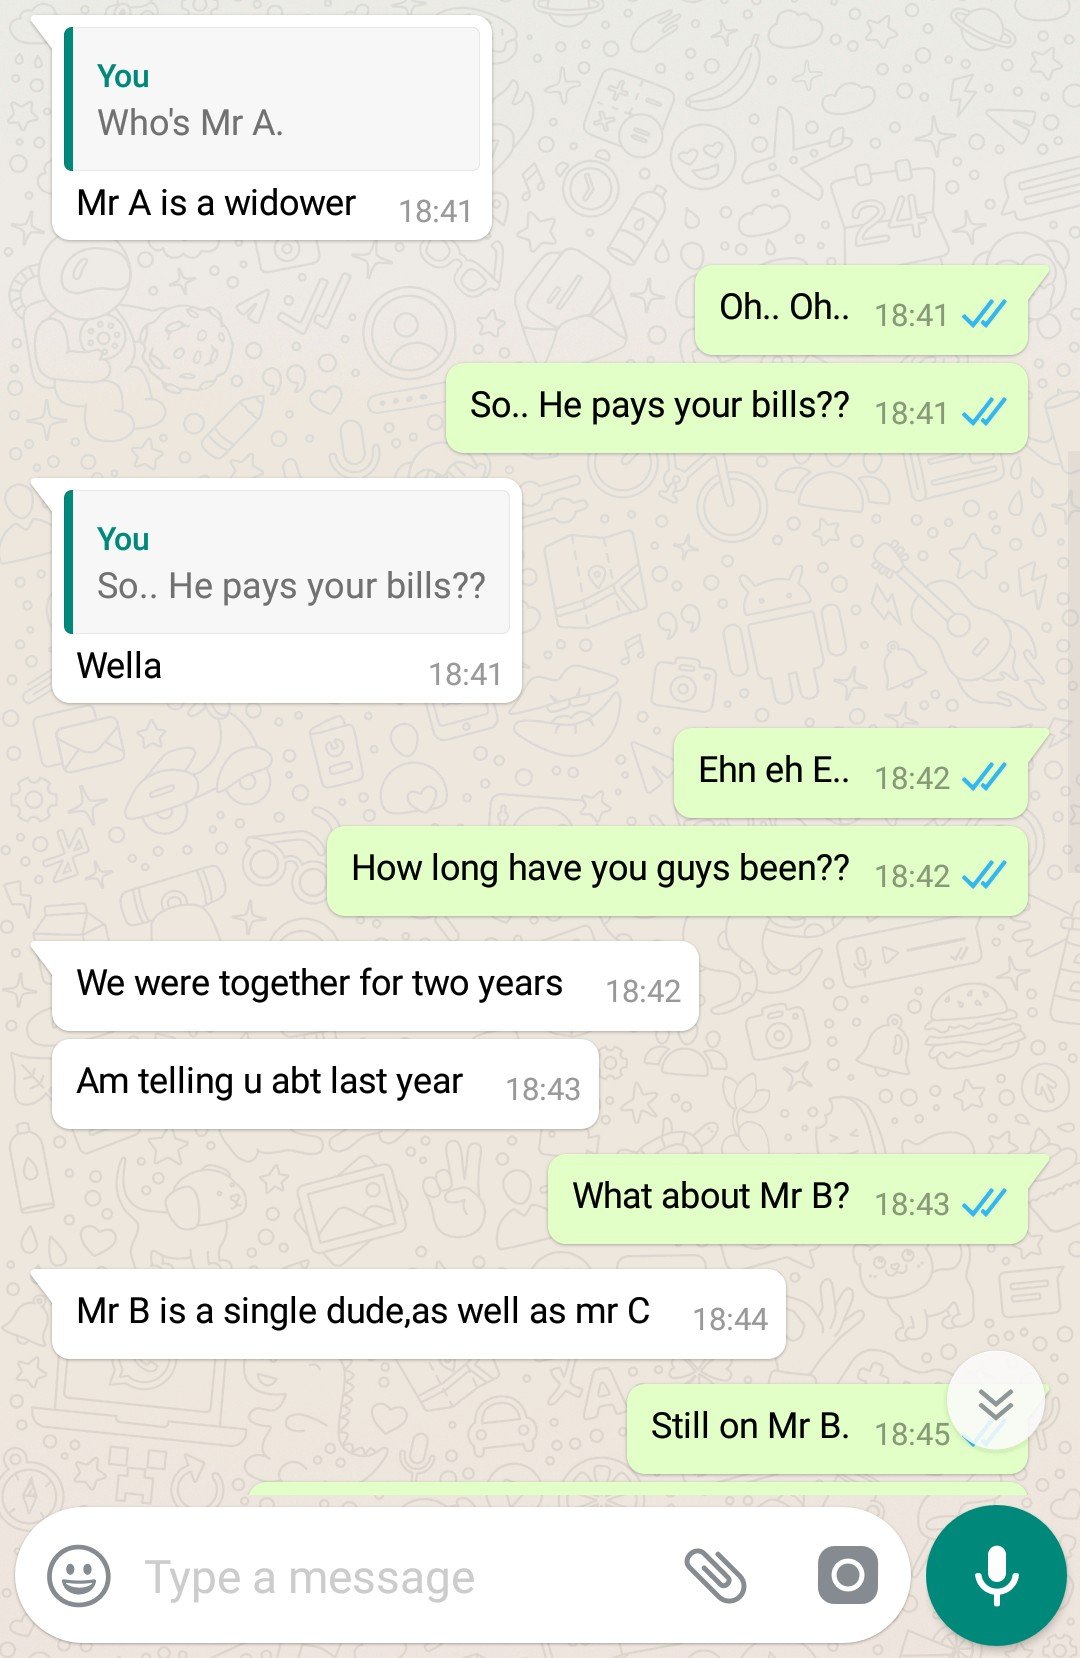 You
Who's Mr A.
Mr A is a widower 18:41
Oh.. Oh.. 18:41
So.. He pays your bills?? 18:41
You
So.. He pays your bills??
Wella 18:41
Ehn eh E.. 18:42
How long have you guys been?? 18:42
We were together for two years 18:42
Am telling u abt last year 18:43
What about Mr B? 18:43
Mr B is a single dude,as well as mr C 18:44
Still on Mr B. 18:45
Type a message